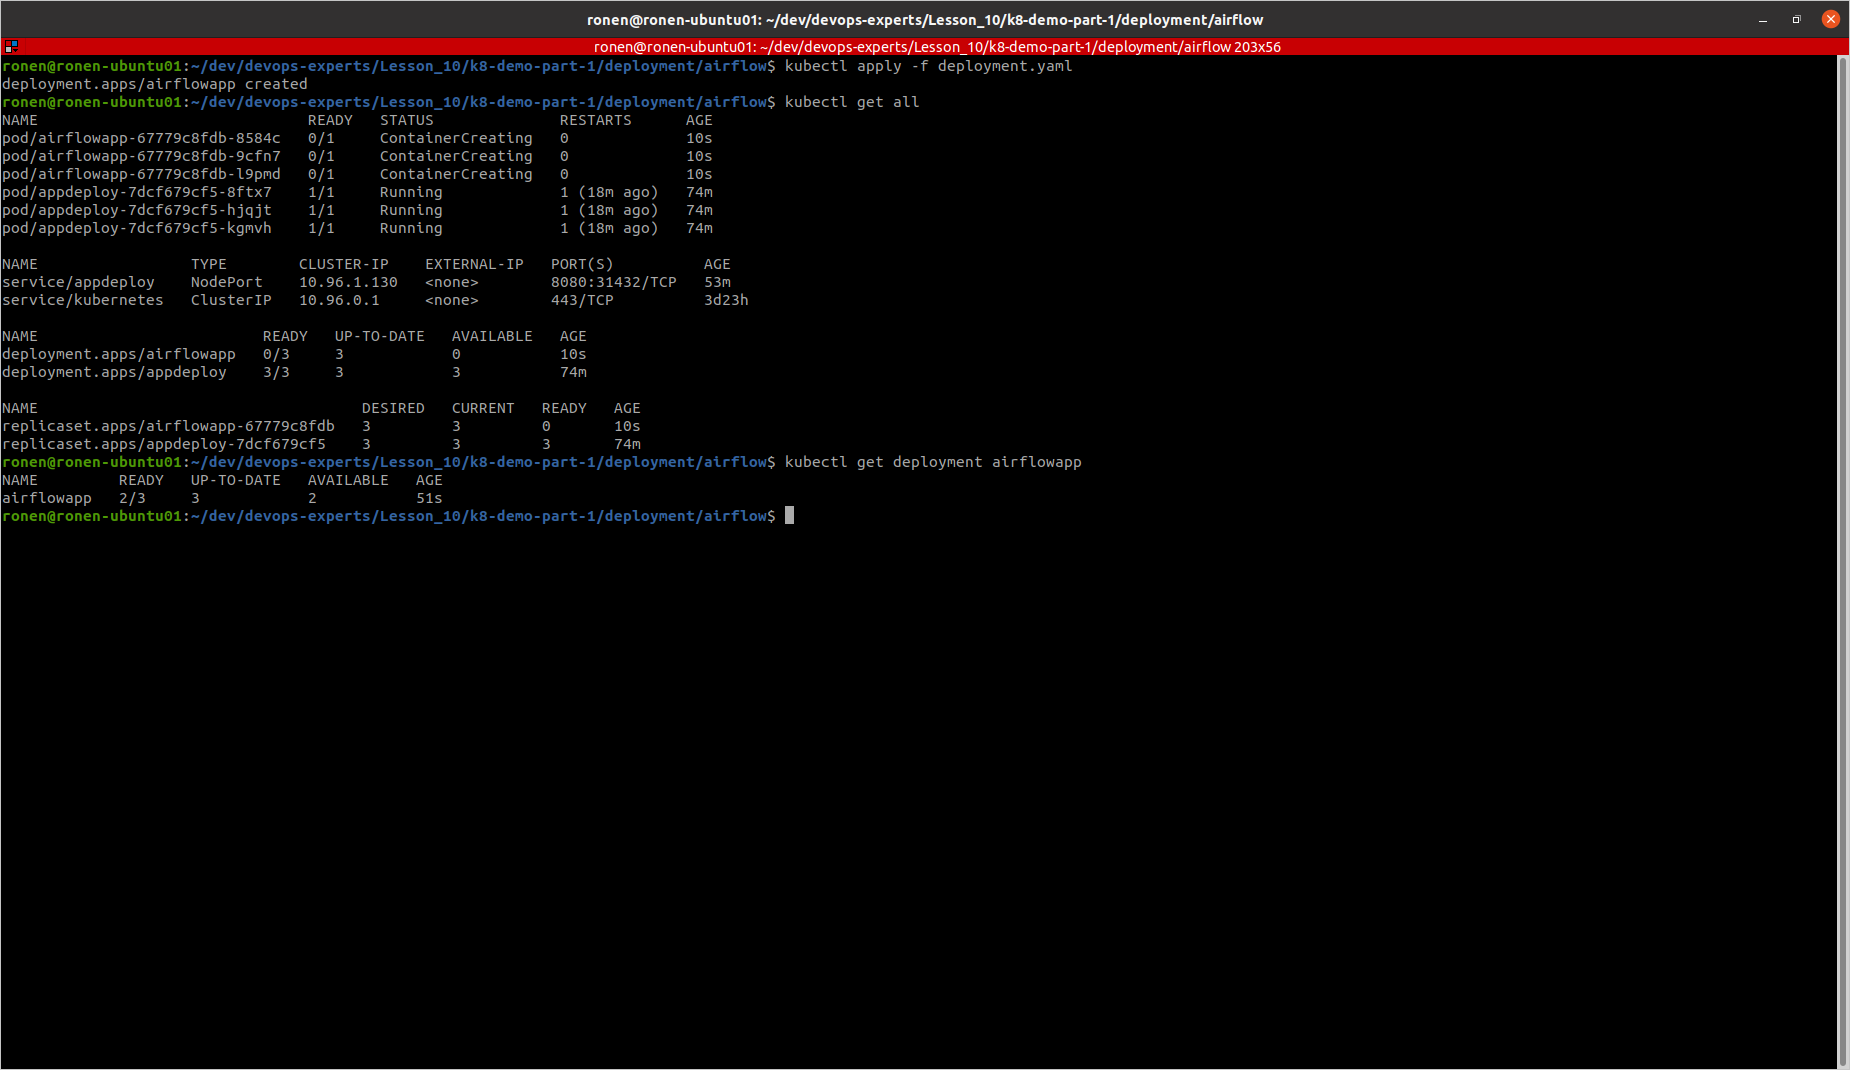 ronen@ronen-ubuntu01: ~/dev/devops-experts/Lesson_10/k8-demo-part-1/deployment/airflow
ronen@ronen-ubuntu01: ~/dev/devops-experts/Lesson_10/k8-demo-part-1/deployment/airflow 203x56
ronen@ronen-ubuntu01:~/dev/devops-experts/Lesson_10/k8-demo-part-1/deployment/airflow$ kubectl apply -f deployment.yaml
deployment.apps/airflowapp created
ronen@ronen-ubuntu01:~/dev/devops-experts/Lesson_10/k8-demo-part-1/deployment/airflow$ kubectl get all
NAME                              READY   STATUS              RESTARTS      AGE
pod/airflowapp-67779c8fdb-8584c   0/1     ContainerCreating   0             10s
pod/airflowapp-67779c8fdb-9cfn7   0/1     ContainerCreating   0             10s
pod/airflowapp-67779c8fdb-l9pmd   0/1     ContainerCreating   0             10s
pod/appdeploy-7dcf679cf5-8ftx7    1/1     Running             1 (18m ago)   74m
pod/appdeploy-7dcf679cf5-hjqjt    1/1     Running             1 (18m ago)   74m
pod/appdeploy-7dcf679cf5-kgmvh    1/1     Running             1 (18m ago)   74m

NAME                 TYPE        CLUSTER-IP    EXTERNAL-IP   PORT(S)          AGE
service/appdeploy    NodePort    10.96.1.130   <none>        8080:31432/TCP   53m
service/kubernetes   ClusterIP   10.96.0.1     <none>        443/TCP          3d23h

NAME                         READY   UP-TO-DATE   AVAILABLE   AGE
deployment.apps/airflowapp   0/3     3            0           10s
deployment.apps/appdeploy    3/3     3            3           74m

NAME                                    DESIRED   CURRENT   READY   AGE
replicaset.apps/airflowapp-67779c8fdb   3         3         0       10s
replicaset.apps/appdeploy-7dcf679cf5    3         3         3       74m
ronen@ronen-ubuntu01:~/dev/devops-experts/Lesson_10/k8-demo-part-1/deployment/airflow$ kubectl get deployment airflowapp
NAME         READY   UP-TO-DATE   AVAILABLE   AGE
airflowapp   2/3     3            2           51s
ronen@ronen-ubuntu01:~/dev/devops-experts/Lesson_10/k8-demo-part-1/deployment/airflow$